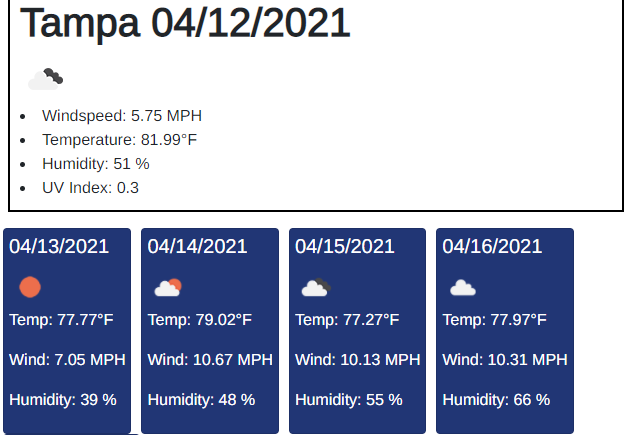 Tampa 04/12/2021
Windspeed: 5.75 MPH
Temperature: 81.99°F
Humidity: 51 %
UV Index: 0.3
04/13/2021
Temp: 77.77°F
Wind: 7.05 MPH
Humidity: 39 %
04/14/2021
Temp: 79.02°F
Wind: 10.67 MPH
Humidity: 48 %
04/15/2021
Temp: 77.27°F
Wind: 10.13 MPH
Humidity: 55 %
04/16/2021
Temp: 77.97°F
Wind: 10.31 MPH
Humidity: 66 %